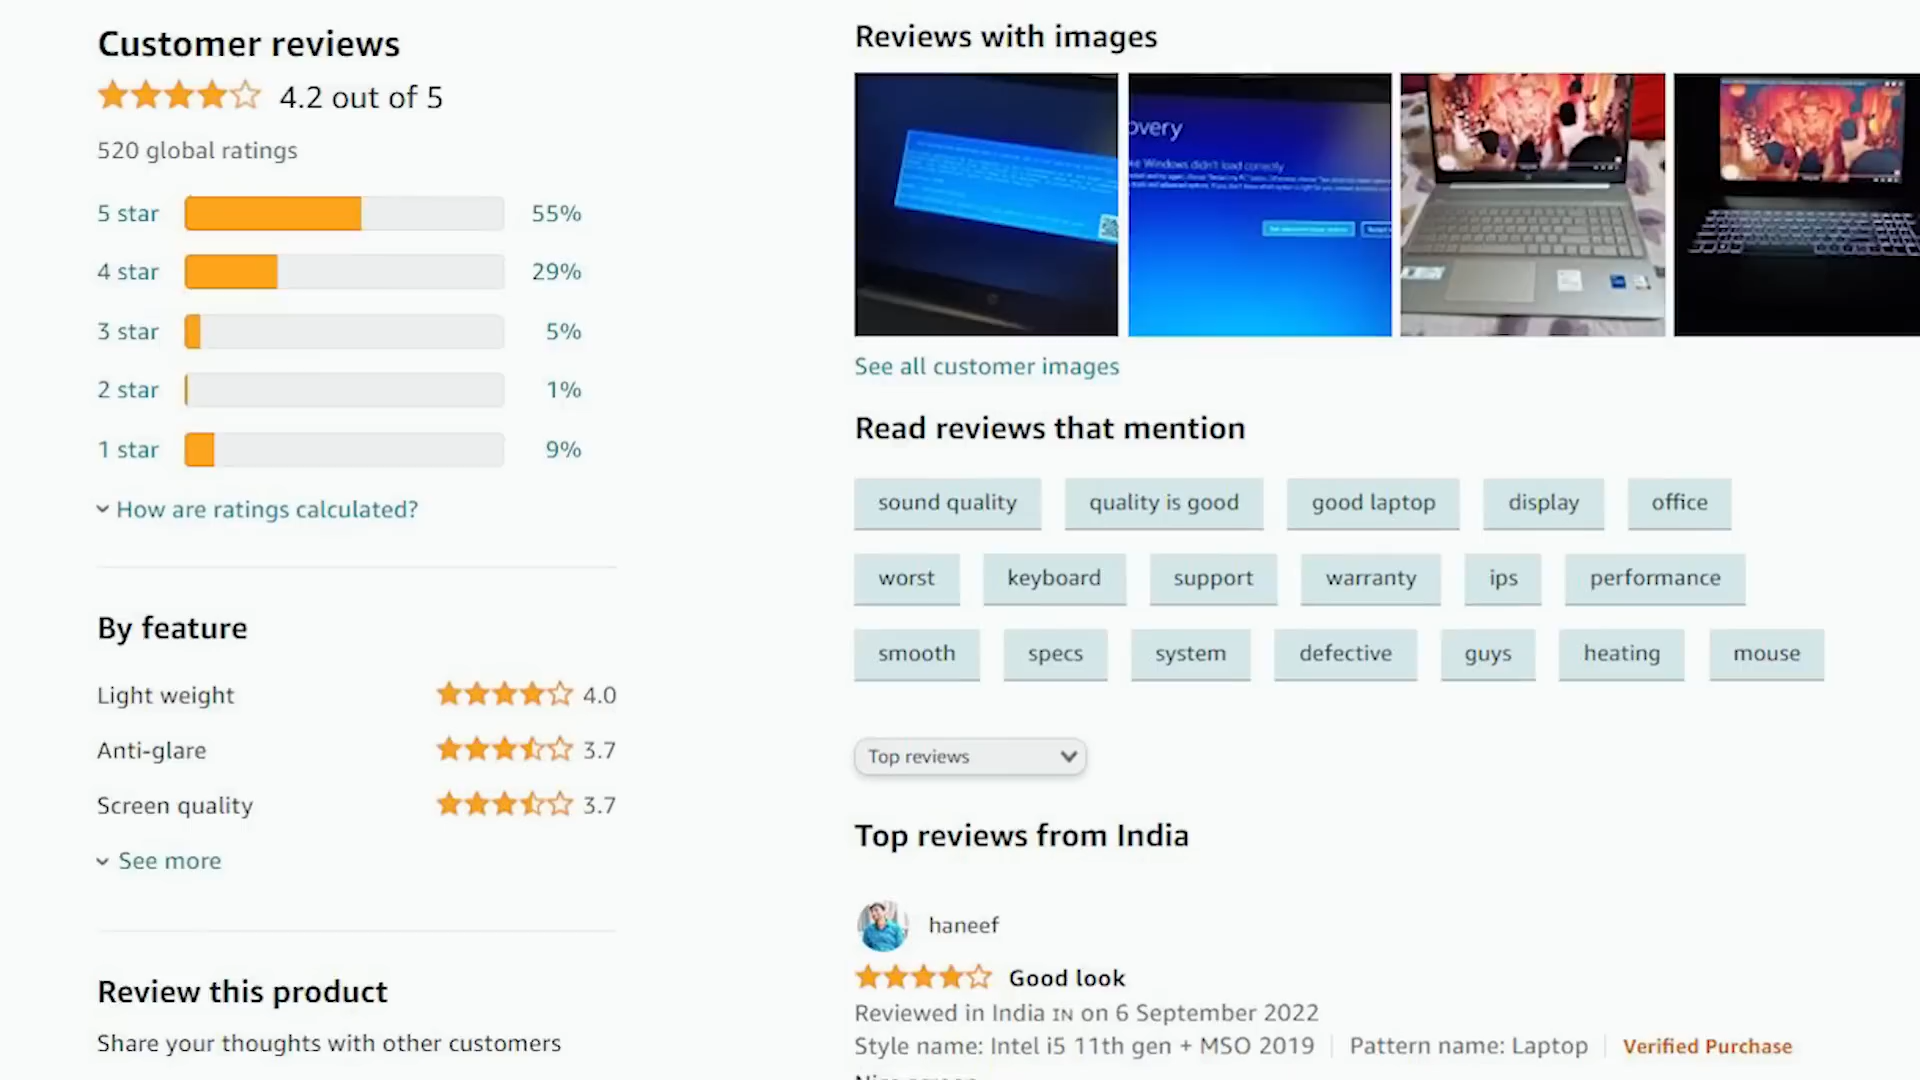 Customer reviews
4.2 out of 5
520 global ratings
5 star 55%
4 star 29%
3 star 5%
2 star 1%
1 star 9%
How are ratings calculated?
By feature
Light weight 4.0
Anti-glare 3.7
Screen quality 3.7
See more
Review this product
Share your thoughts with other customers
Reviews with images
overy
ke Windows didn't load correctly
See all customer images
Read reviews that mention
sound quality quality is good good laptop display office
worst keyboard support warranty ips performance
smooth specs system defective guys heating mouse
Top reviews
Top reviews from India
haneef
Good look
Reviewed in India IN on 6 September 2022
Style name: Intel i5 11th gen + MSO 2019 Pattern name: Laptop Verified Purchase